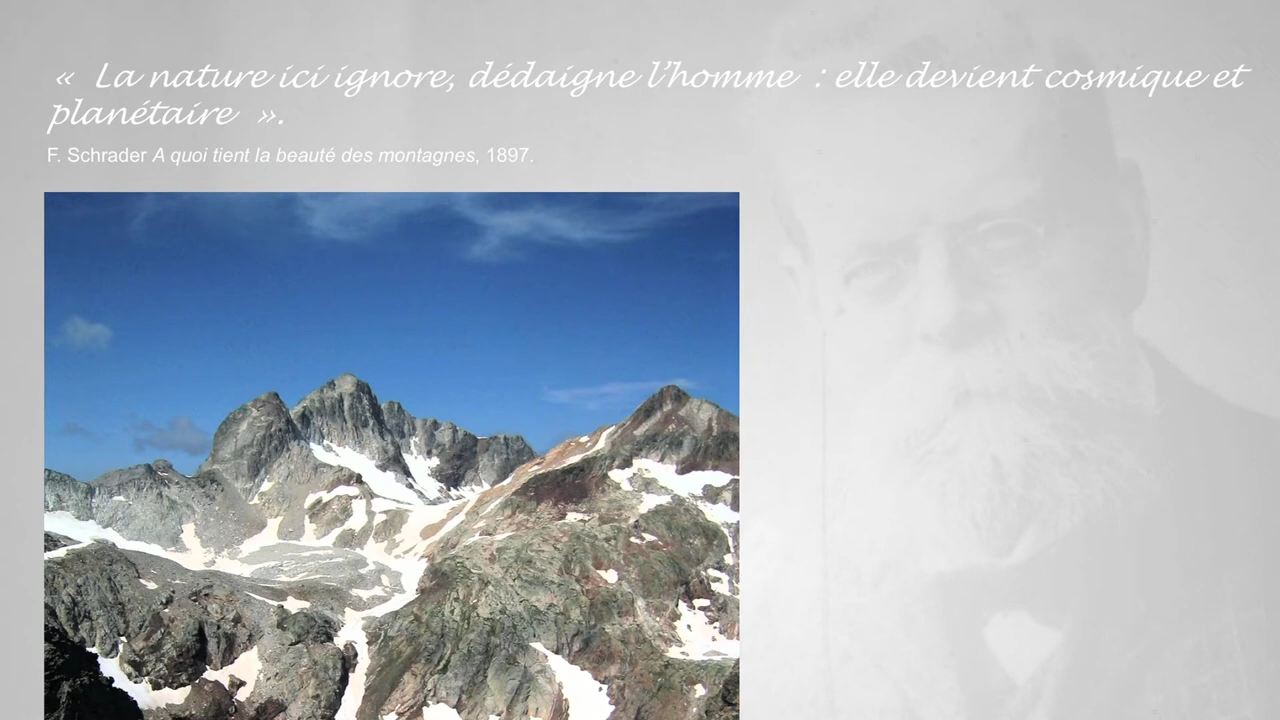 «  La nature ici ignore, dédaigne l’homme  : elle devient cosmique et
planétaire  ».
F. Schrader A quoi tient la beauté des montagnes, 1897.